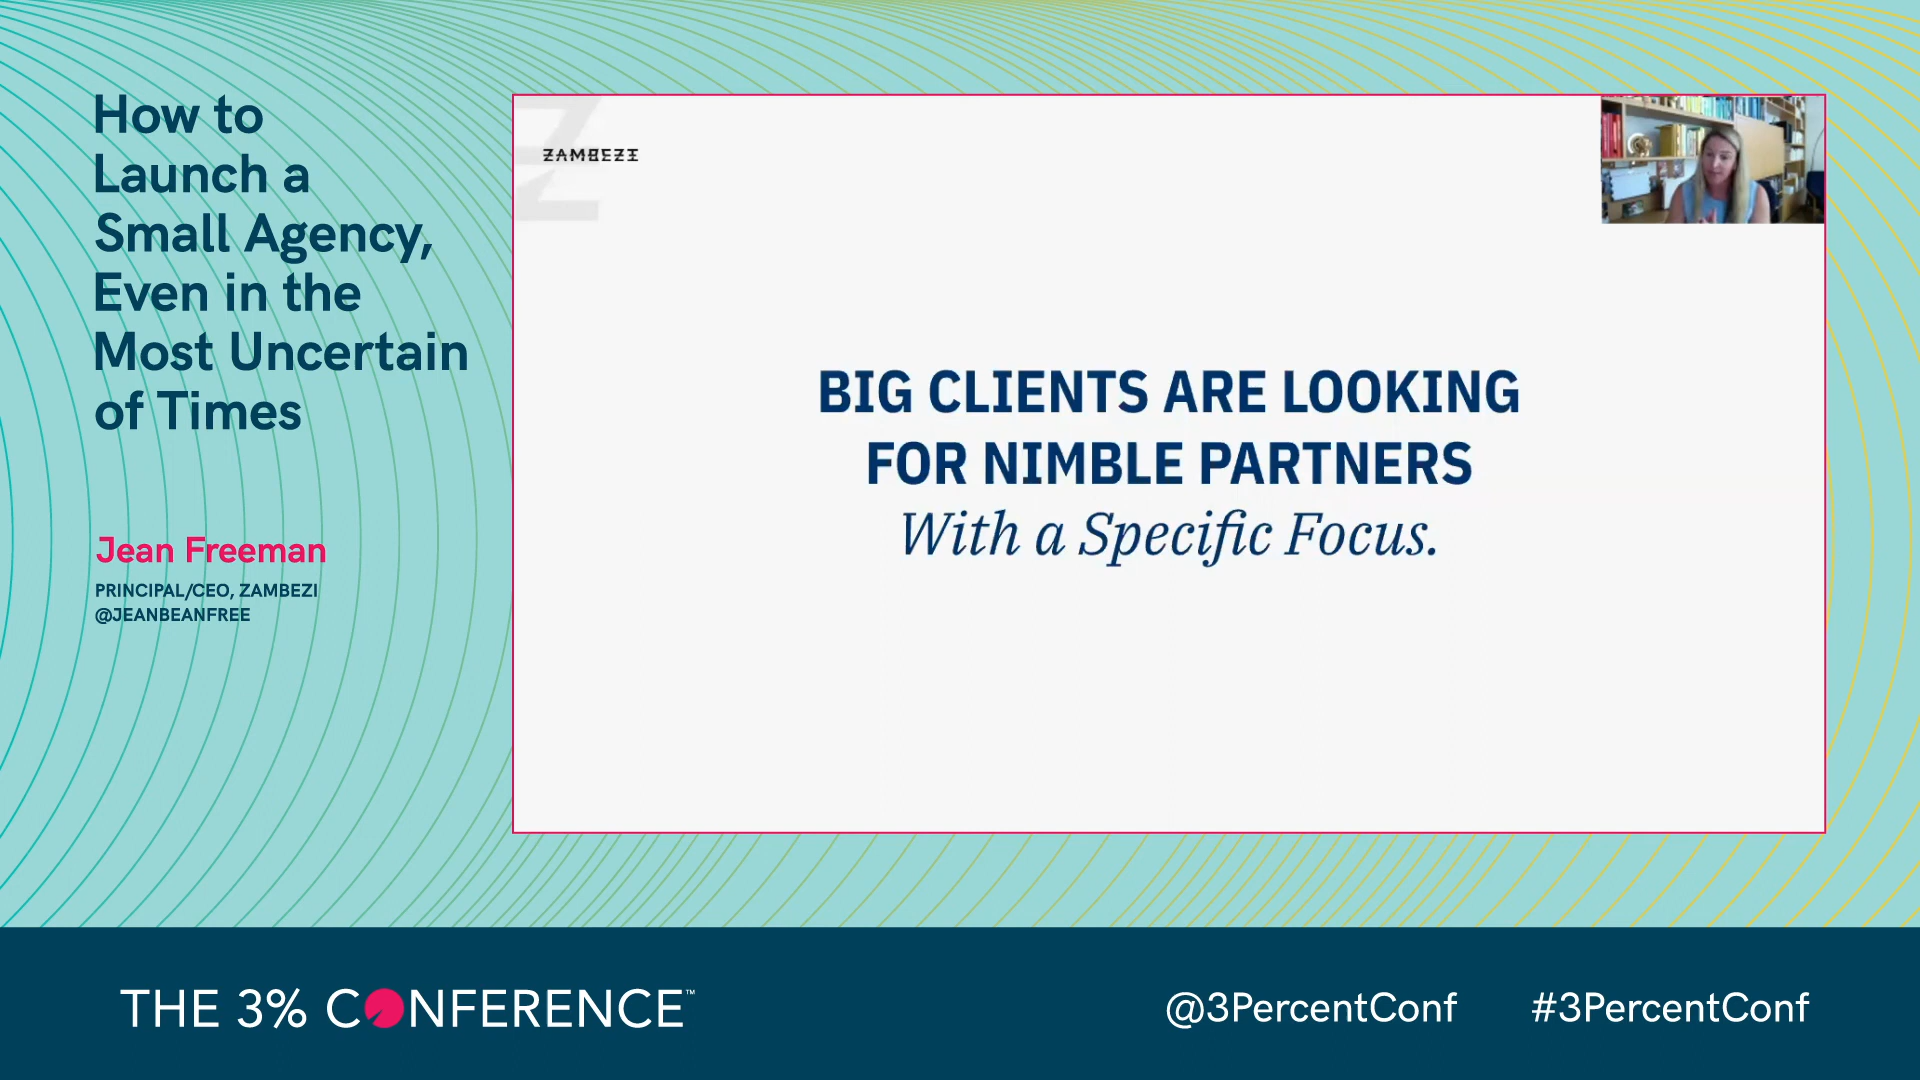 How to
Launch a
Small Agency,
Even in the
Most Uncertain
of Times
Jean Freeman
PRINCIPAL/CEO, ZAMBEZI
@JEANBEANFREE
ZAMBEZI
BIG CLIENTS ARE LOOKING
FOR NIMBLE PARTNERS
With a Specific Focus.
THE 3% CONFERENCE™
@3PercentConf
#3PercentConf